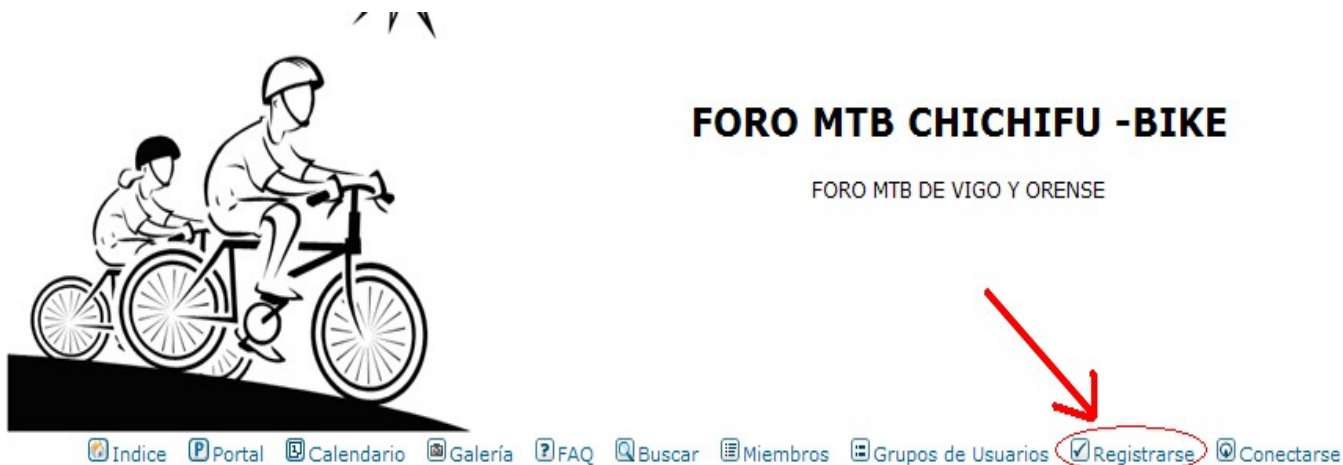 FORO MTB CHICHIFU -BIKE
FORO MTB DE VIGO Y ORENSE
Indice Portal Calendario Galería FAQ Buscar Miembros Grupos de Usuarios Registrarse Conectarse